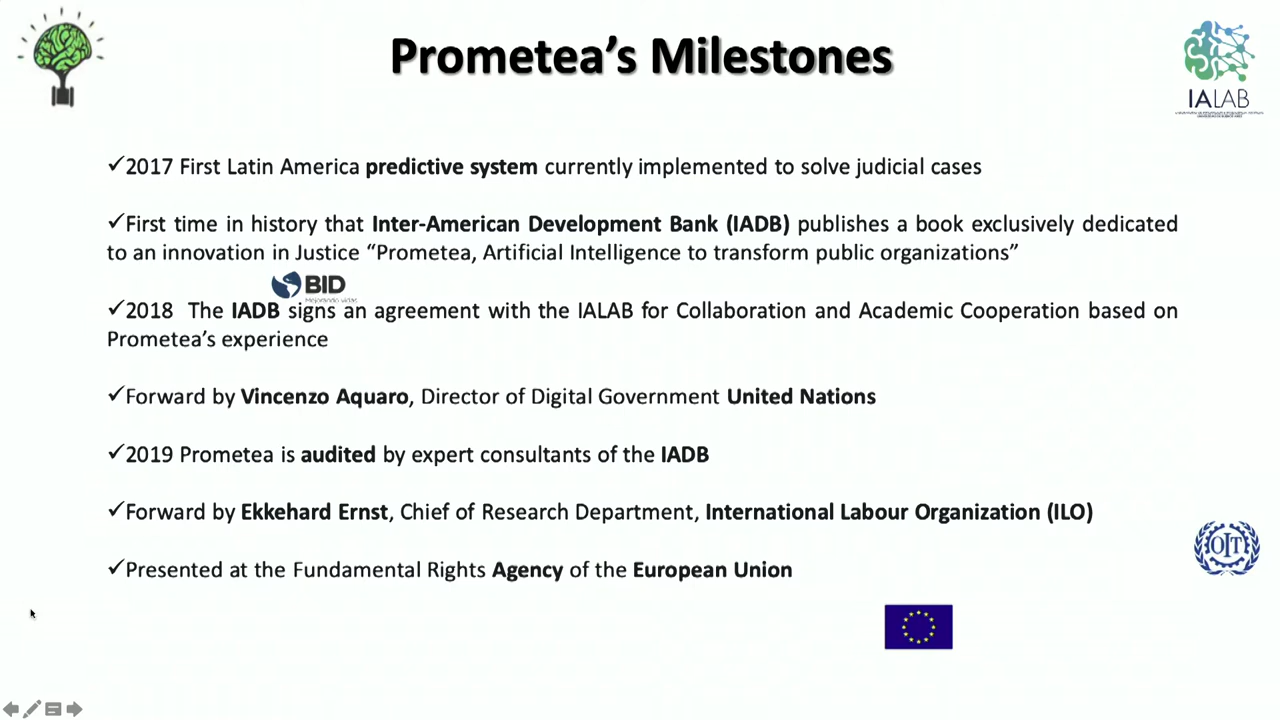 Prometea’s Milestones
IALAB
✓2017 First Latin America predictive system currently implemented to solve judicial cases
✓First time in history that Inter-American Development Bank (IADB) publishes a book exclusively dedicated
to an innovation in Justice “Prometea, Artificial Intelligence to transform public organizations”
BID
Mejorando vidas
✓2018 The IADB signs an agreement with the IALAB for Collaboration and Academic Cooperation based on
Prometea’s experience
✓Forward by Vincenzo Aquaro, Director of Digital Government United Nations
✓2019 Prometea is audited by expert consultants of the IADB
✓Forward by Ekkehard Ernst, Chief of Research Department, International Labour Organization (ILO)
OIT
✓Presented at the Fundamental Rights Agency of the European Union